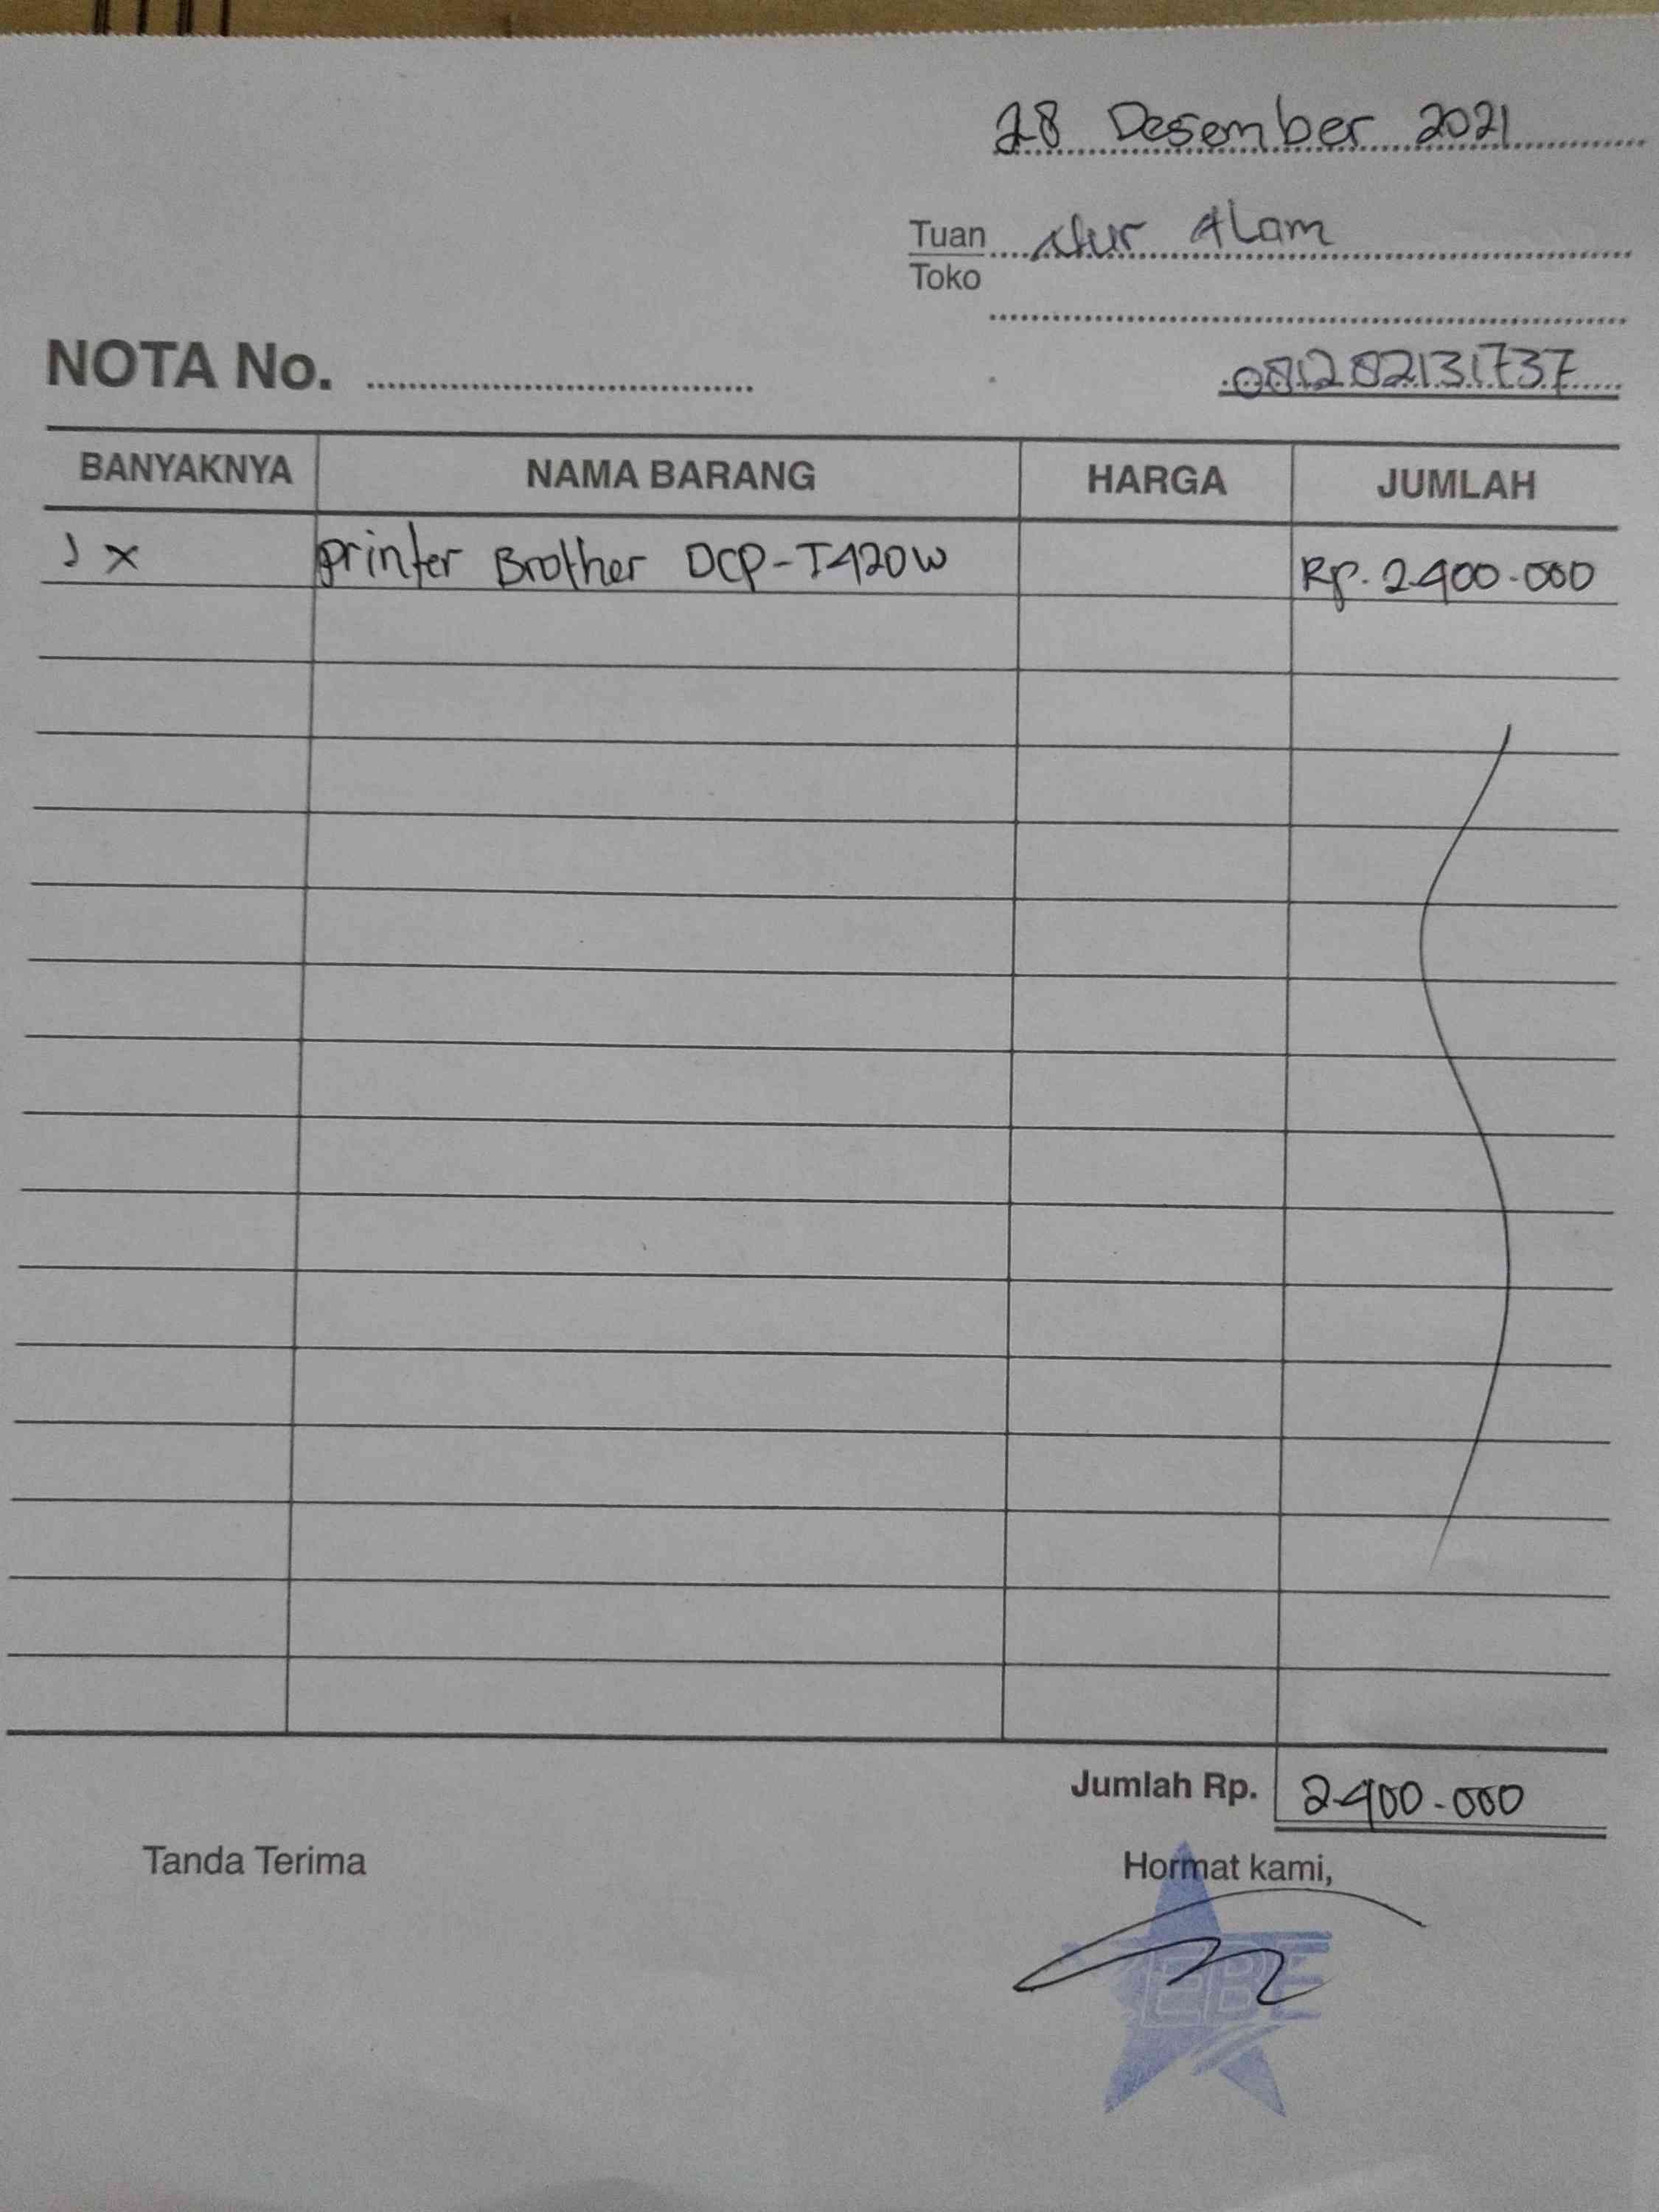 28 Desember 2021
Tuan Nur Alam
Toko
NOTA No.
081282131737
BANYAKNYA NAMA BARANG HARGA JUMLAH
1 x printer Brother DCP-T420W Rp. 2.400.000
Jumlah Rp. 2.400.000
Tanda Terima Hormat kami,
EBE